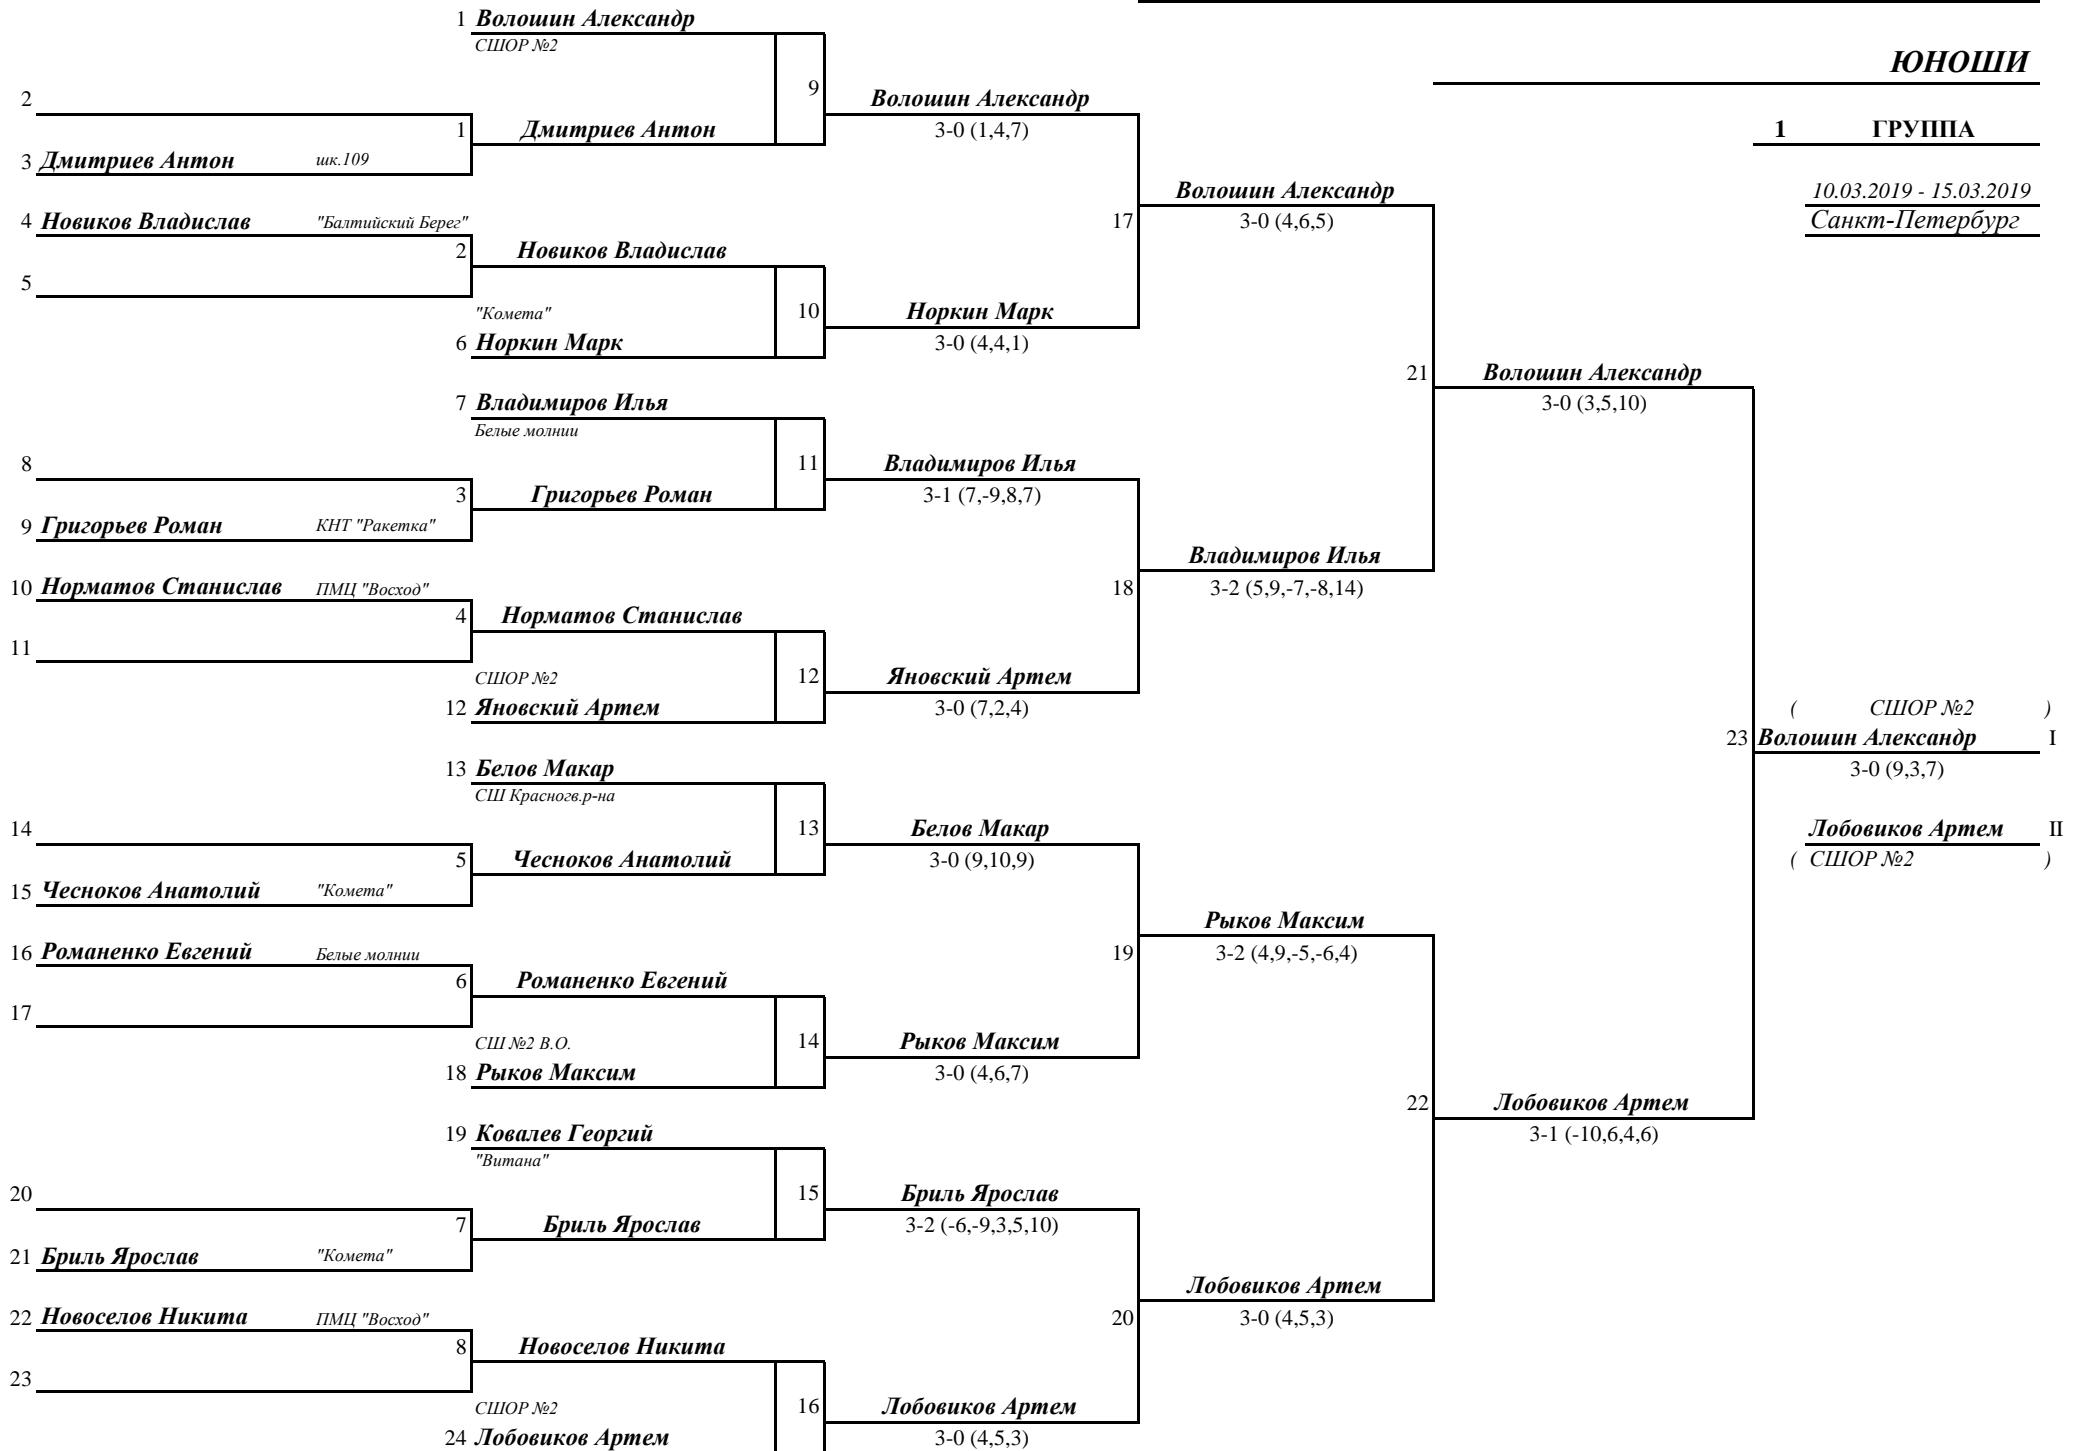 1 Волошин Александр
СШОР №2
ЮНОШИ
9
2
Волошин Александр
1 Дмитриев Антон
3-0 (1,4,7)
1 ГРУППА
3 Дмитриев Антон шк.109
Волошин Александр
10.03.2019 - 15.03.2019
4 Новиков Владислав "Балтийский Берег"
17
3-0 (4,6,5)
Санкт-Петербург
2 Новиков Владислав
5
"Комета"
10
Норкин Марк
6 Норкин Марк
3-0 (4,4,1)
21
Волошин Александр
7 Владимиров Илья
3-0 (3,5,10)
Белые молнии
8
11
Владимиров Илья
3 Григорьев Роман
3-1 (7,-9,8,7)
9 Григорьев Роман КНТ "Ракетка"
Владимиров Илья
10 Норматов Станислав ПМЦ "Восход"
18
3-2 (5,9,-7,-8,14)
4 Норматов Станислав
11
СШОР №2
12
Яновский Артем
12 Яновский Артем
3-0 (7,2,4)
( СШОР №2 )
23 Волошин Александр I
13 Белов Макар
3-0 (9,3,7)
СШ Красногв.р-на
14
13
Белов Макар
Лобовиков Артем II
5 Чесноков Анатолий
3-0 (9,10,9)
( СШОР №2 )
15 Чесноков Анатолий "Комета"
Рыков Максим
16 Романенко Евгений Белые молнии
19
3-2 (4,9,-5,-6,4)
6 Романенко Евгений
17
СШ №2 В.О.
14
Рыков Максим
18 Рыков Максим
3-0 (4,6,7)
22
Лобовиков Артем
19 Ковалев Георгий
3-1 (-10,6,4,6)
"Витана"
20
15
Бриль Ярослав
7 Бриль Ярослав
3-2 (-6,-9,3,5,10)
21 Бриль Ярослав "Комета"
Лобовиков Артем
22 Новоселов Никита ПМЦ "Восход"
20
3-0 (4,5,3)
8 Новоселов Никита
23
СШОР №2
16
Лобовиков Артем
24 Лобовиков Артем
3-0 (4,5,3)